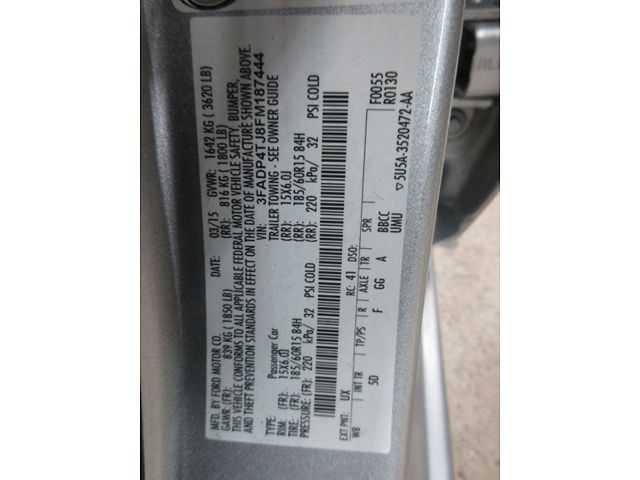 MFD. BY FORD MOTOR CO.
DATE: 03/15 GVWR: 1642 KG ( 3620 LB)
GAWR: (FR): 839 KG ( 1850 LB) (RR): 816 KG ( 1800 LB)
THIS VEHICLE CONFORMS TO ALL APPLICABLE FEDERAL MOTOR VEHICLE SAFETY, BUMPER,
AND THEFT PREVENTION STANDARDS IN EFFECT ON THE DATE OF MANUFACTURE SHOWN ABOVE.
VIN: 3FADP4TJ8FM187444
TYPE: Passenger Car TRAILER TOWING - SEE OWNER GUIDE
RIM: (FR): 15X6.0J (RR): 15X6.0J
TIRE: (FR): 185/60R15 84H (RR): 185/60R15 84H
PRESSURE: (FR): 220 kPa/ 32 PSI COLD (RR): 220 kPa/ 32 PSI COLD
EXT PNT: UX RC: 41 DSO: F0055
WB INT TR TP/PS R AXLE TR SPR R0130
5D F GG A BBCC
UMU
▽5U5A-3520472-AA